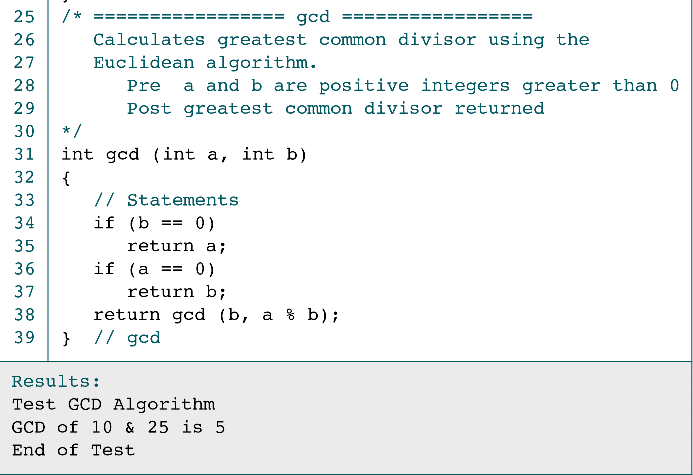 25 /* ================= gcd =================
26    Calculates greatest common divisor using the
27    Euclidean algorithm.
28       Pre  a and b are positive integers greater than 0
29       Post greatest common divisor returned
30 */
31 int gcd (int a, int b)
32 {
33    // Statements
34    if (b == 0)
35       return a;
36    if (a == 0)
37       return b;
38    return gcd (b, a % b);
39 }  // gcd
Results:
Test GCD Algorithm
GCD of 10 & 25 is 5
End of Test